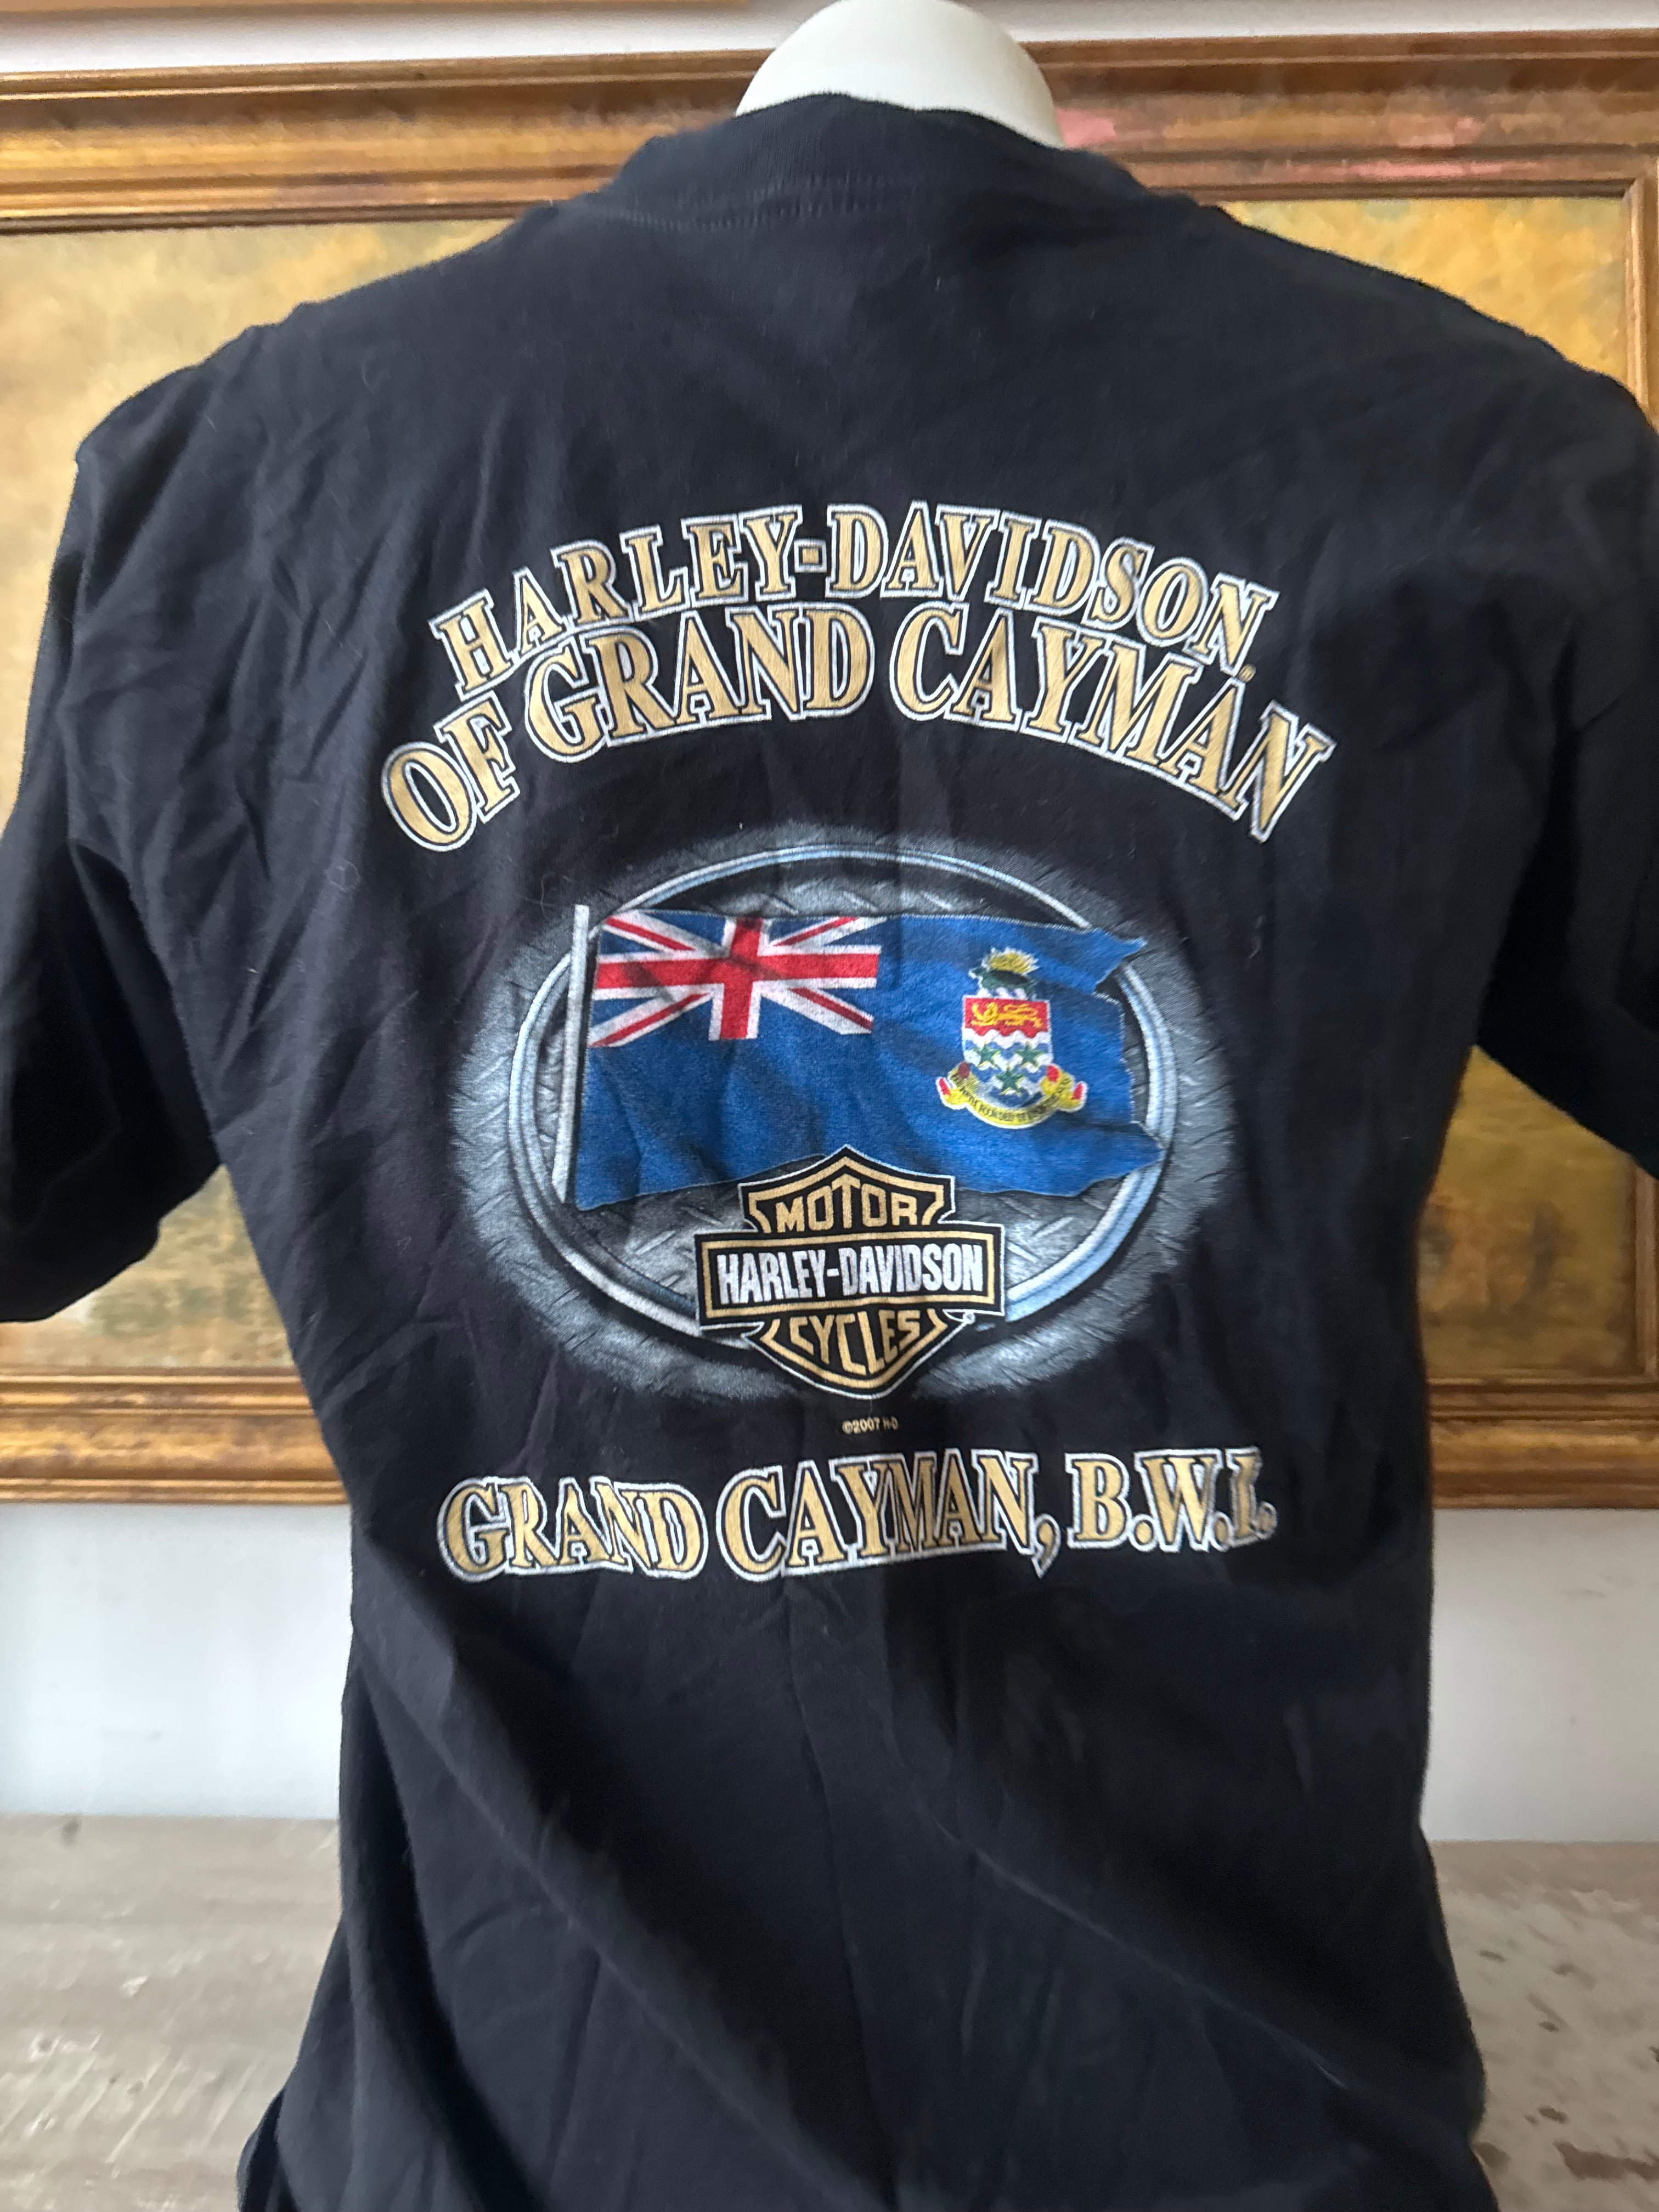 HARLEY-DAVIDSON
OF GRAND CAYMAN
MOTOR
HARLEY-DAVIDSON
CYCLES
©2007 H-D
GRAND CAYMAN, B.W.I.